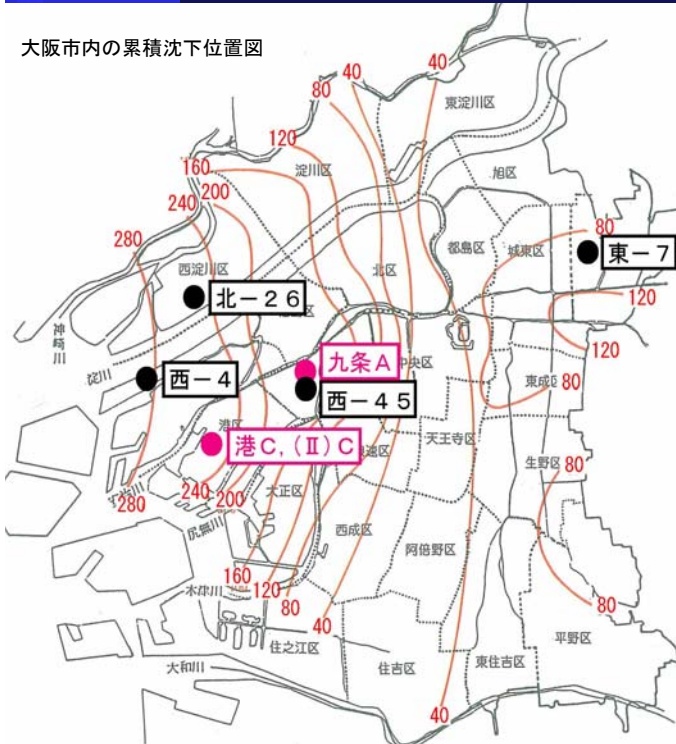 大阪市内の累積沈下位置図
40
40
80
東淀川区
120
淀川区
160
旭区
240
200
80
都島区
城東区
280
北区
東-7
西淀川区
北-26
120
神崎川
九条A
中央区
120
淀川
西-4
東成区
西-45
80
港区
天王寺区
港C,(Ⅱ)C
浪速区
生野区
80
240
大正区
280
200
尻無川
西成区
阿倍野区
160
木津川
120
80
80
平野区
40
住之江区
東住吉区
住吉区
大和川
40